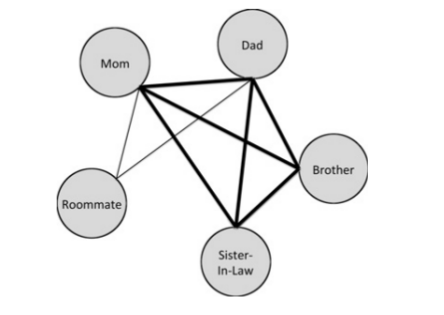 Mom
Dad
Brother
Roommate
Sister-
In-Law